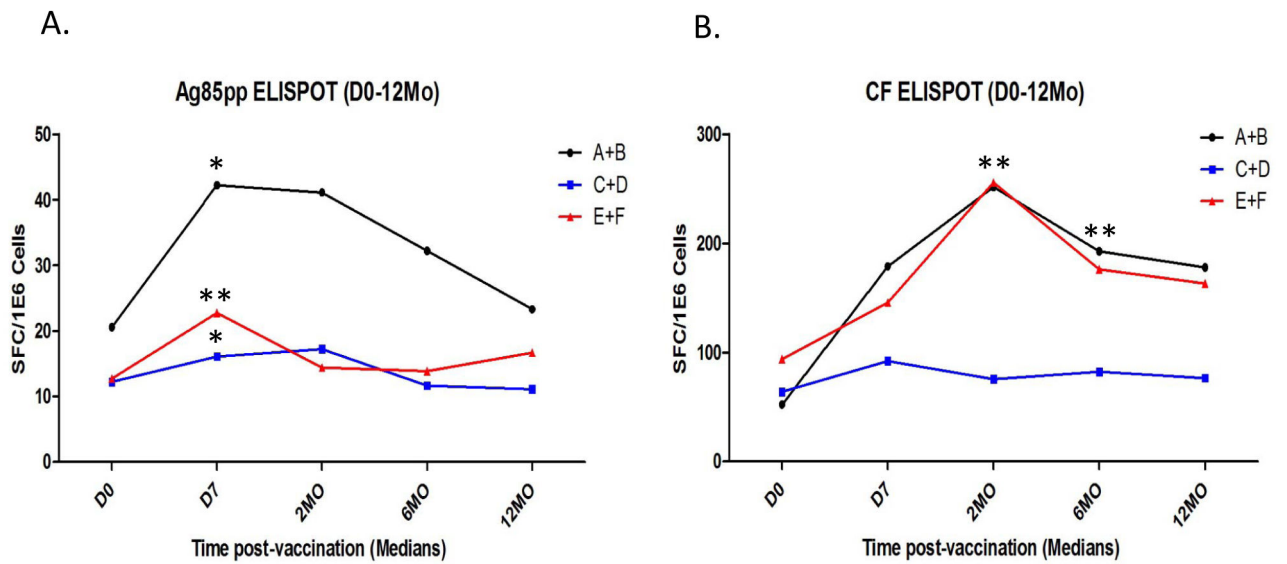 A.
Ag85pp ELISPOT (D0-12Mo)
SFC/1E6 Cells
50
40
30
20
10
0
*
**
*
A+B
C+D
E+F
D0
D7
2MO
6MO
12MO
Time post-vaccination (Medians)
B.
CF ELISPOT (D0-12Mo)
SFC/1E6 Cells
300
200
100
0
**
**
A+B
C+D
E+F
D0
D7
2MO
6MO
12MO
Time post-vaccination (Medians)